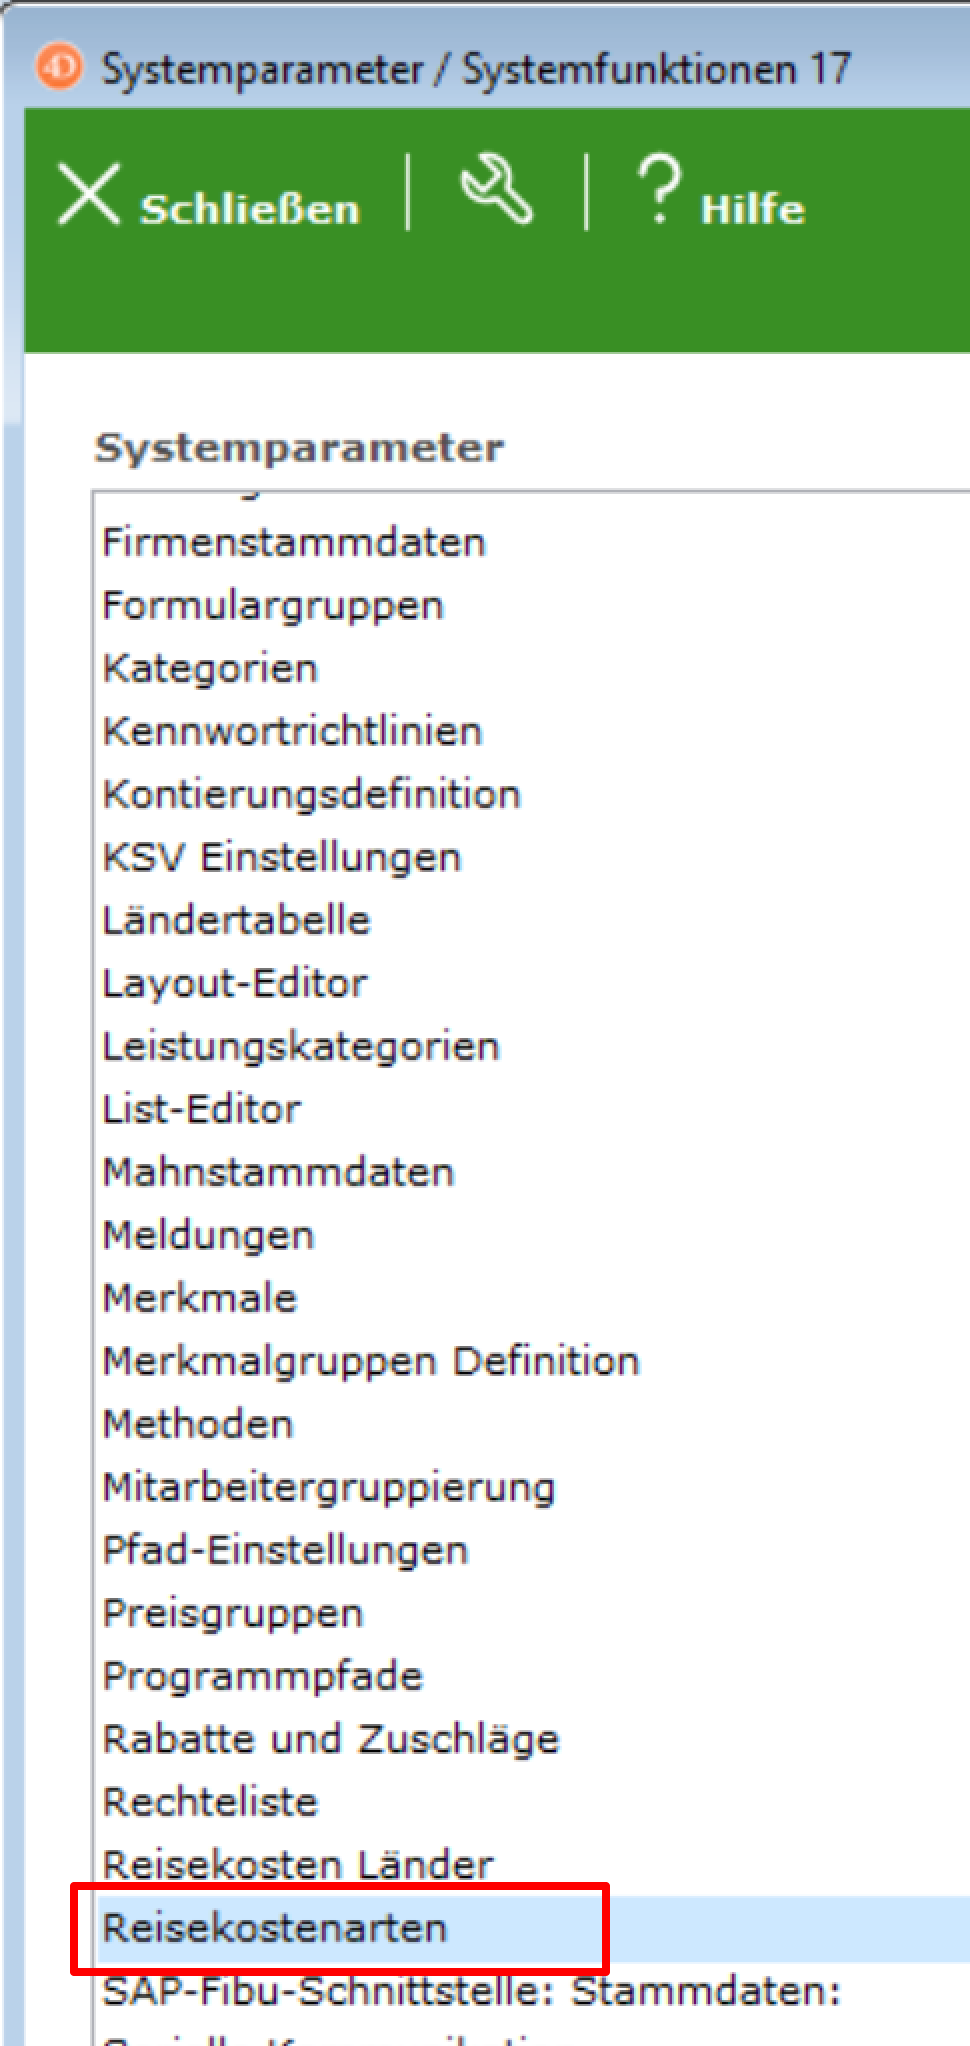 Systemparameter / Systemfunktionen 17
Schließen
? Hilfe
Systemparameter
Firmenstammdaten
Formulargruppen
Kategorien
Kennwortrichtlinien
Kontierungsdefinition
KSV Einstellungen
Ländertabelle
Layout-Editor
Leistungskategorien
List-Editor
Mahnstammdaten
Meldungen
Merkmale
Merkmalgruppen Definition
Methoden
Mitarbeitergruppierung
Pfad-Einstellungen
Preisgruppen
Programmpfade
Rabatte und Zuschläge
Rechteliste
Reisekosten Länder
Reisekostenarten
SAP-Fibu-Schnittstelle: Stammdaten: